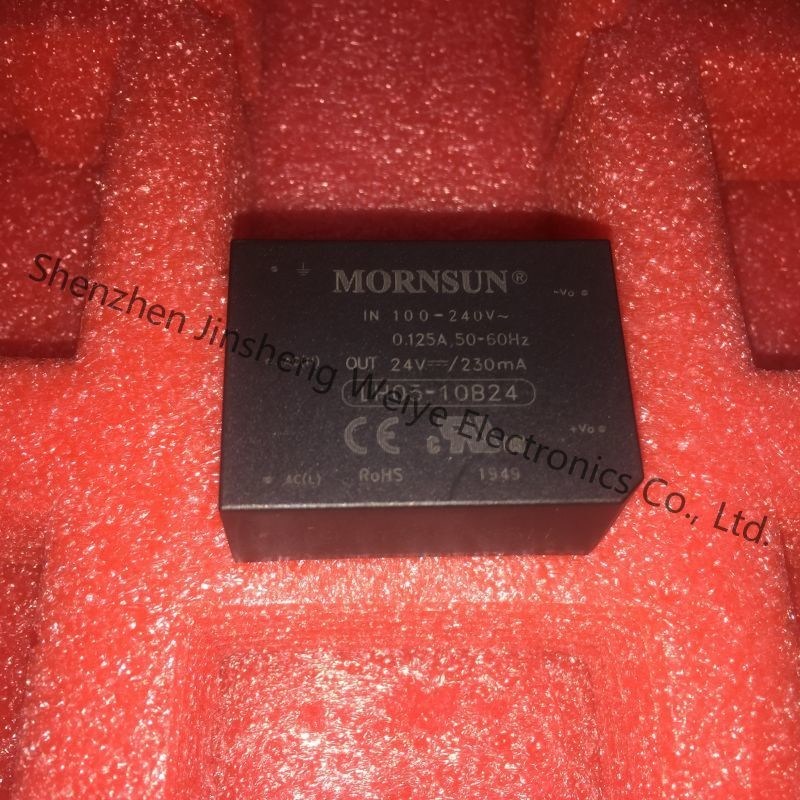 MORNSUN®
-Vo
IN 100-240V~
0.125A,50-60Hz
OUT 24V⎓/230mA
-10B24
+Vo
CE
AC(L)
RoHS
1949
Shenzhen Jinsheng Weiye Electronics Co., Ltd.